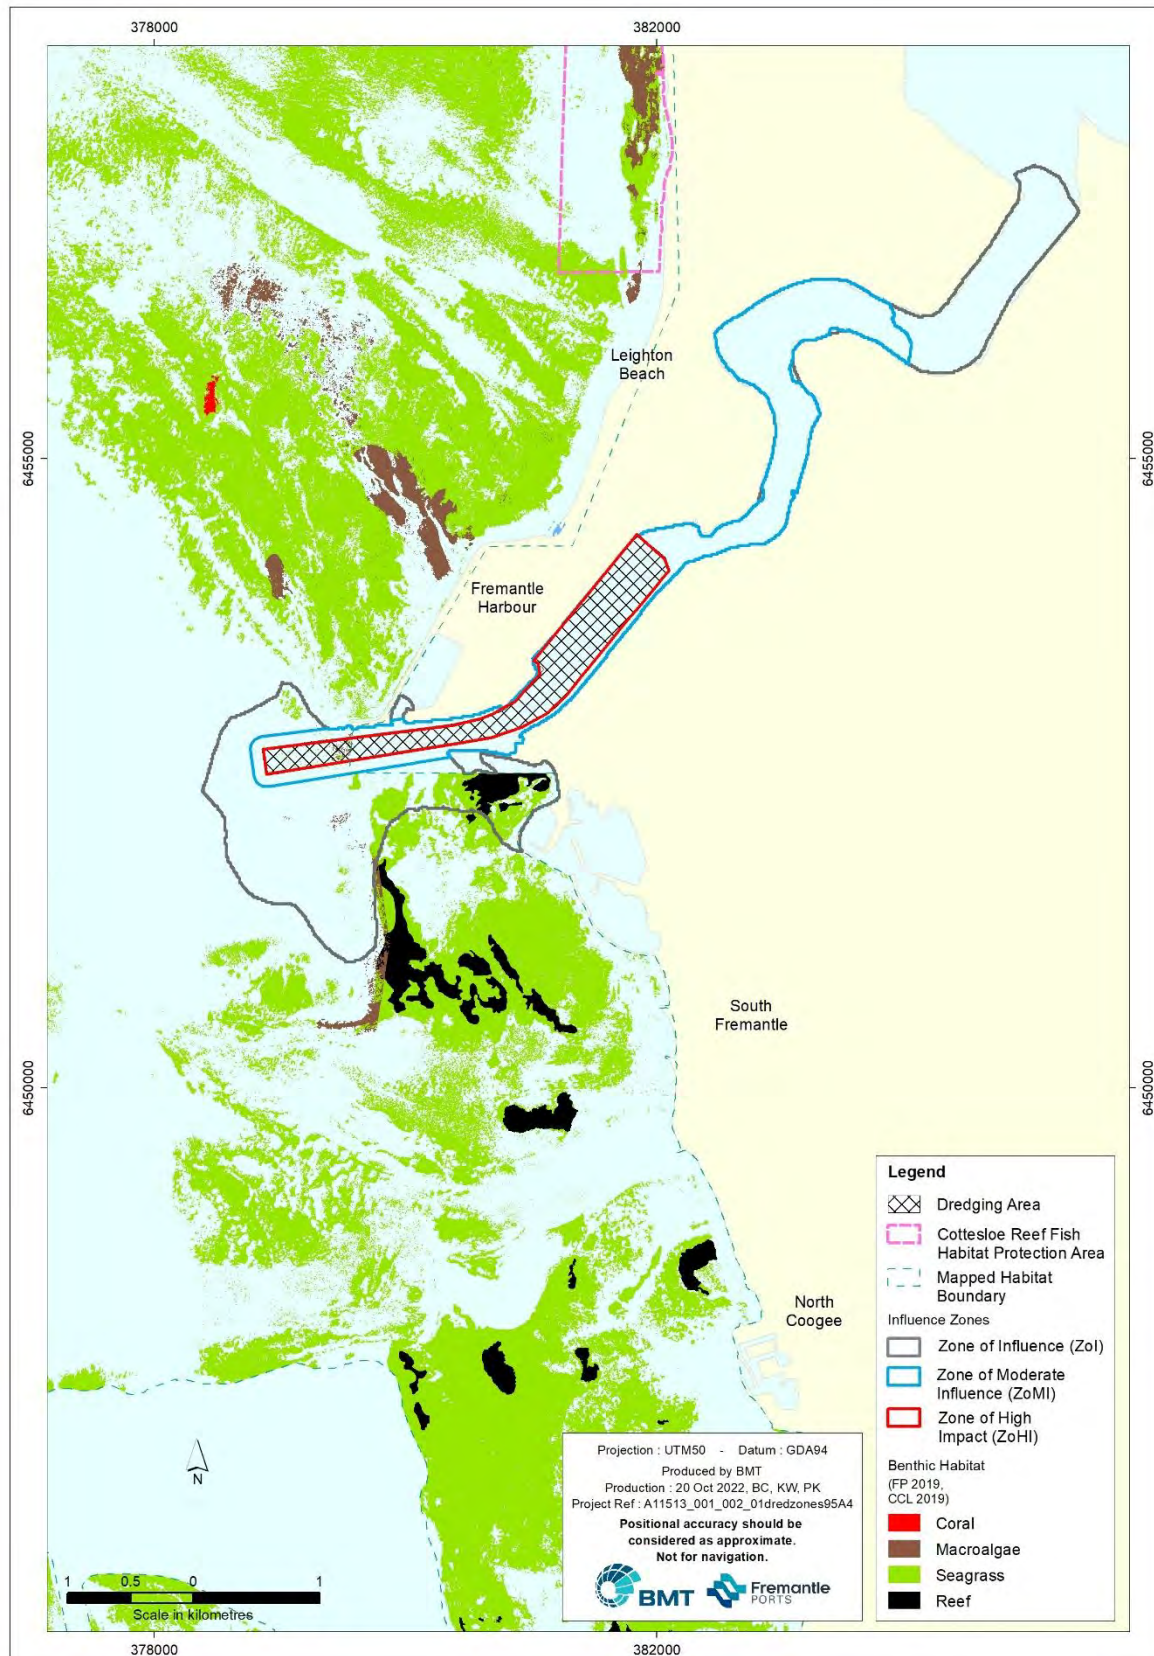 378000
382000
Leighton
Beach
6455000
6455000
Fremantle
Harbour
South
Fremantle
6450000
6450000
North
Coogee
Legend
Dredging Area
Cottesloe Reef Fish
Habitat Protection Area
Mapped Habitat
Boundary
Influence Zones
Zone of Influence (ZoI)
Zone of Moderate
Influence (ZoMI)
Zone of High
Impact (ZoHI)
Benthic Habitat
(FP 2019,
CCL 2019)
Coral
Macroalgae
Seagrass
Reef
N
1 0.5 0 1
Scale in kilometres
Projection : UTM50 - Datum : GDA94
Produced by BMT
Production : 20 Oct 2022, BC, KW, PK
Project Ref : A11513_001_002_01dredzones95A4
Positional accuracy should be
considered as approximate.
Not for navigation.
BMT
Fremantle
PORTS
378000
382000